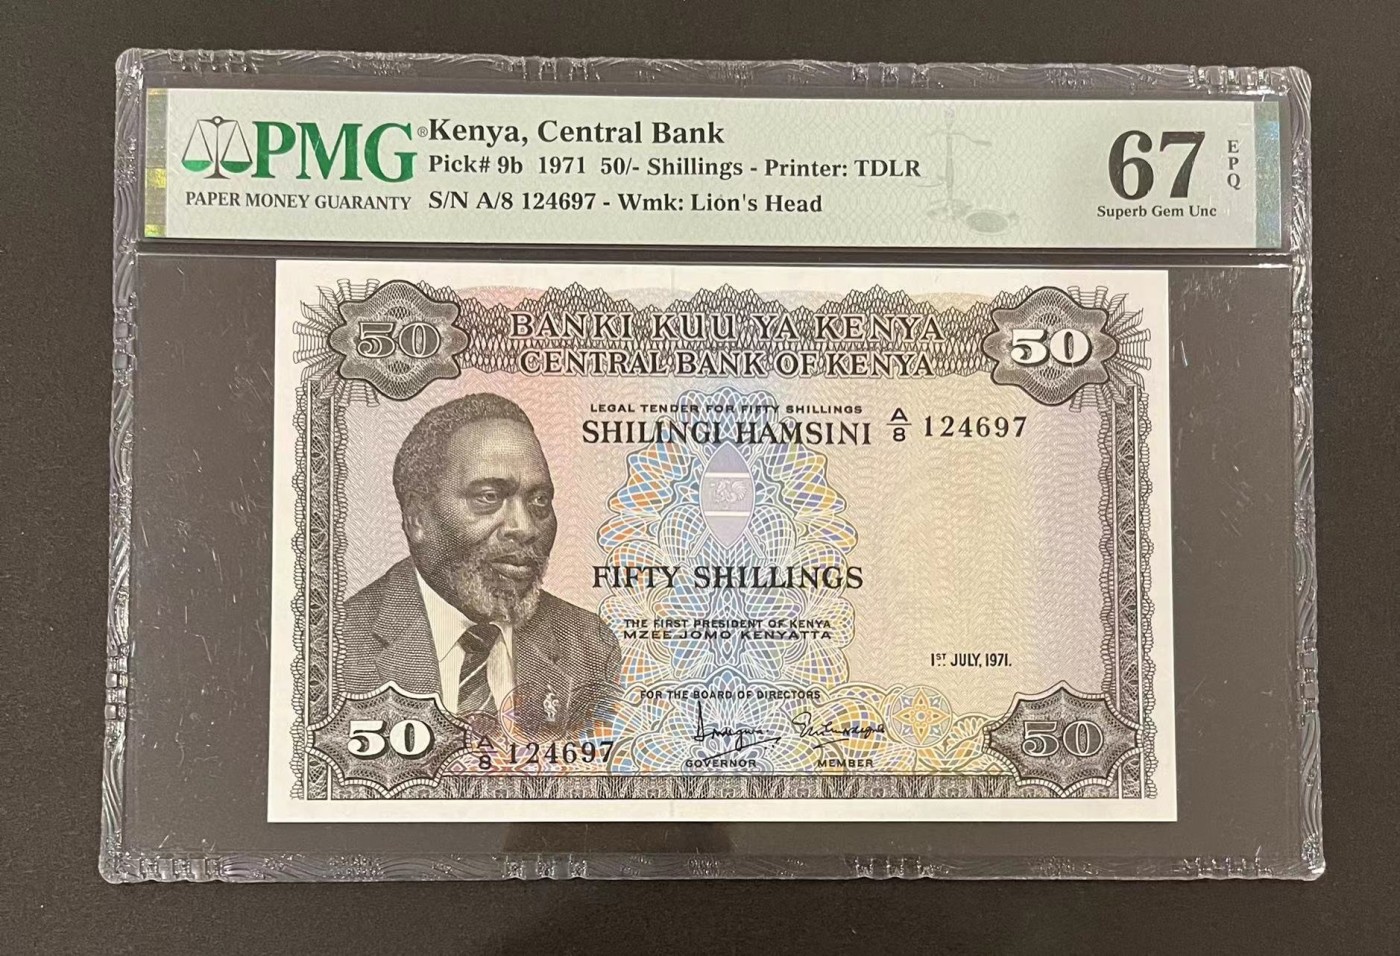 PMG®
PAPER MONEY GUARANTY
Kenya, Central Bank
Pick# 9b 1971 50/- Shillings - Printer: TDLR
S/N A/8 124697 - Wmk: Lion's Head
67
EPQ
Superb Gem Unc
50
BANKI KUU YA KENYA
50
CENTRAL BANK OF KENYA
LEGAL TENDER FOR FIFTY SHILLINGS
SHILINGI HAMSINI A/8 124697
FIFTY SHILLINGS
THE FIRST PRESIDENT OF KENYA
MZEE JOMO KENYATTA
1ST JULY, 1971.
FOR THE BOARD OF DIRECTORS
50
A/8 124697
GOVERNOR
MEMBER
50